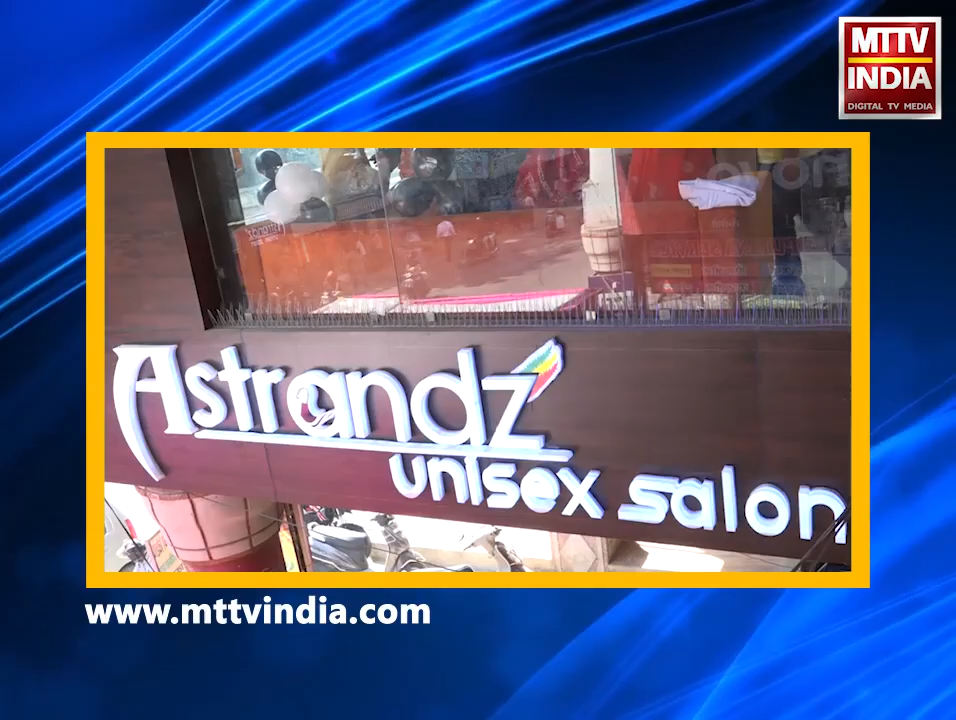 MTTV
INDIA
DIGITAL TV MEDIA
Astrandz
unisex salon
www.mttvindia.com